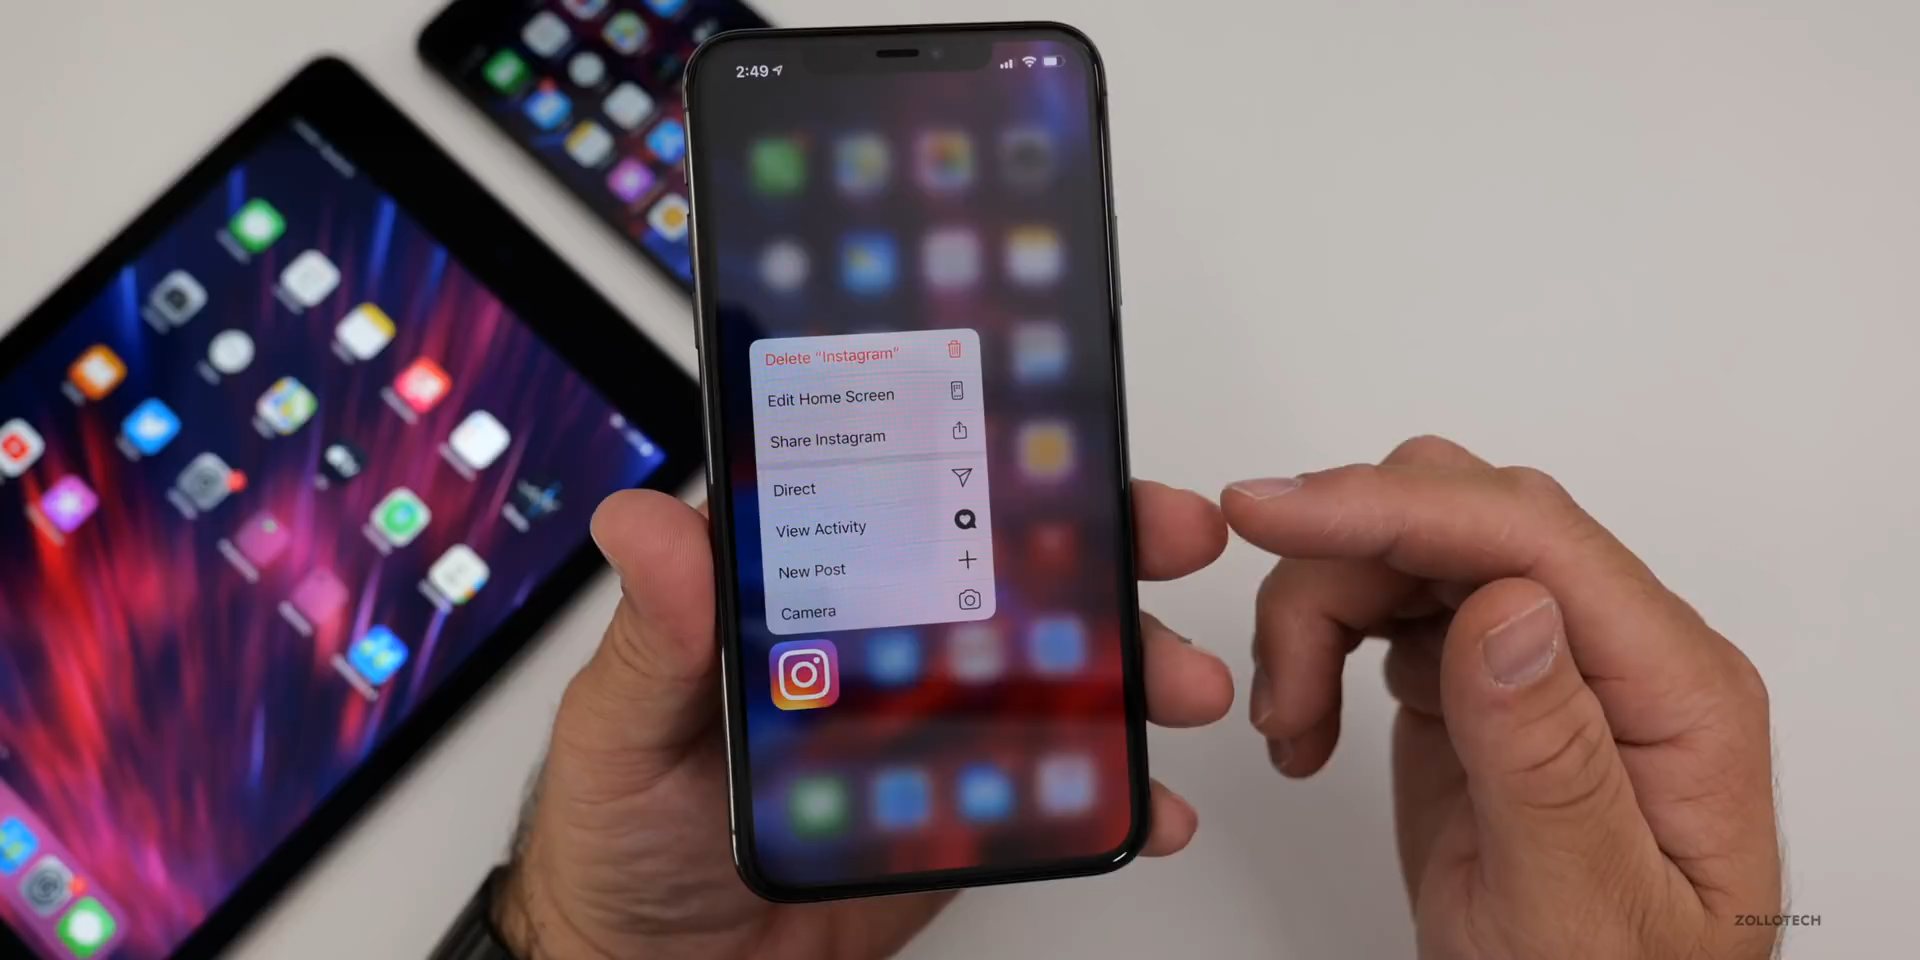 2:49
Delete “Instagram”
Edit Home Screen
Share Instagram
Direct
View Activity
New Post
Camera
ZOLLOTECH